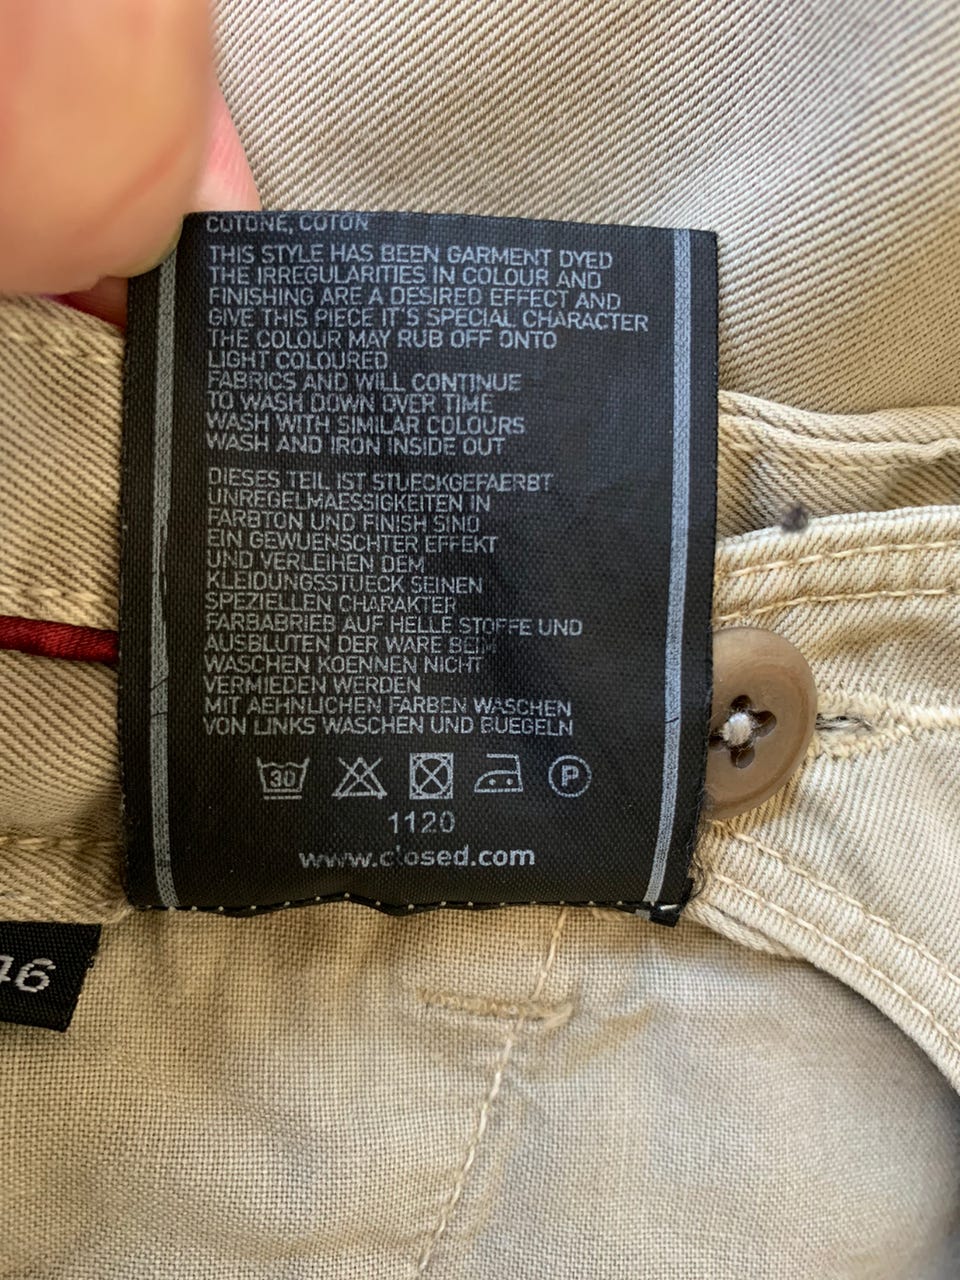 COTONE, COTON
THIS STYLE HAS BEEN GARMENT DYED
THE IRREGULARITIES IN COLOUR AND
FINISHING ARE A DESIRED EFFECT AND
GIVE THIS PIECE IT'S SPECIAL CHARACTER
THE COLOUR MAY RUB OFF ONTO
LIGHT COLOURED
FABRICS AND WILL CONTINUE
TO WASH DOWN OVER TIME
WASH WITH SIMILAR COLOURS
WASH AND IRON INSIDE OUT
DIESES TEIL IST STUECKGEFAERBT
UNREGELMAESSIGKEITEN IN
FARBTON UND FINISH SIND
EIN GEWUENSCHTER EFFEKT
UND VERLEIHEN DEM
KLEIDUNGSSTUECK SEINEN
SPEZIELLEN CHARAKTER
FARBABRIEB AUF HELLE STOFFE UND
AUSBLUTEN DER WARE BEIM
WASCHEN KOENNEN NICHT
VERMIEDEN WERDEN
MIT AEHNLICHEN FARBEN WASCHEN
VON LINKS WASCHEN UND BUEGELN
30 P
1120
www.closed.com
46